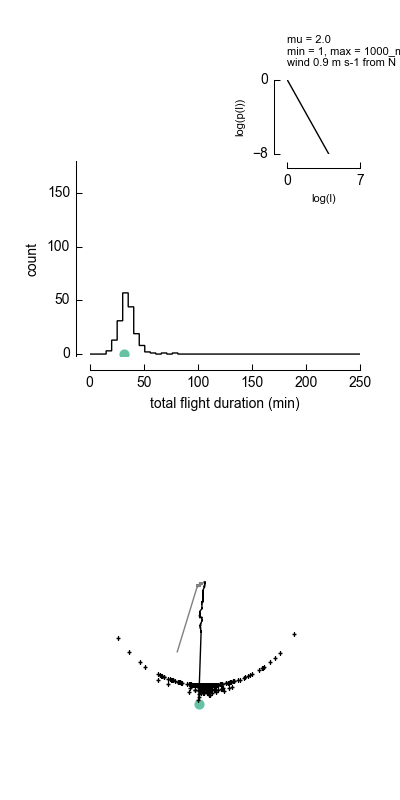 mu = 2.0
min = 1, max = 1000_m
wind 0.9 m s-1 from N
0
−8
log(p(l))
0 7
log(l)
150
100
50
0
count
0 50 100 150 200 250
total flight duration (min)